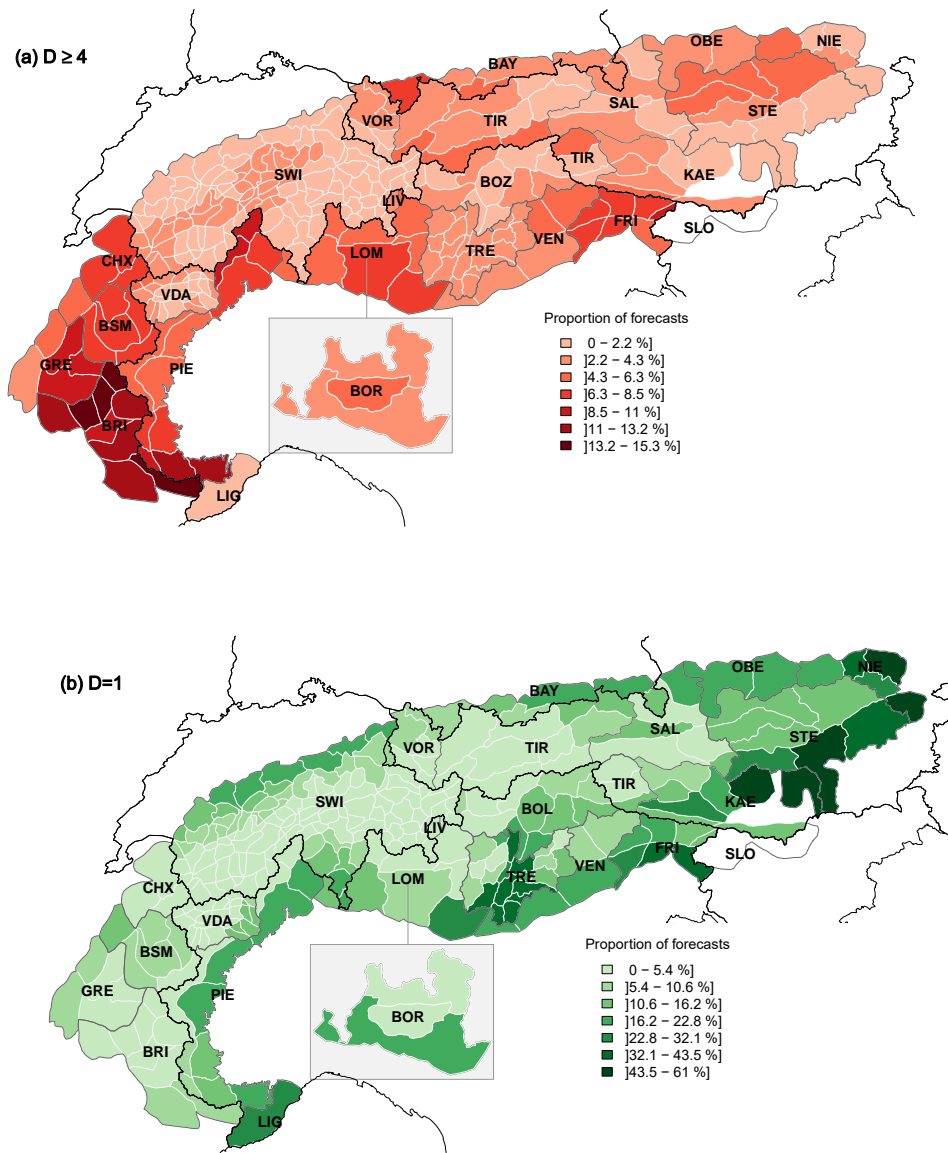 (a) D ≥ 4
OBE
NIE
BAY
VOR
TIR
SAL
STE
SWI
TIR
BOZ
KAE
LIV
FRI
SLO
VEN
TRE
LOM
CHX
VDA
BSM
GRE
PIE
BOR
BRI
LIG
Proportion of forecasts
0 − 2.2 %]
]2.2 − 4.3 %]
]4.3 − 6.3 %]
]6.3 − 8.5 %]
]8.5 − 11 %]
]11 − 13.2 %]
]13.2 − 15.3 %]
(b) D=1
OBE
NIE
BAY
VOR
TIR
SAL
STE
SWI
TIR
BOL
KAE
LIV
FRI
SLO
VEN
TRE
LOM
CHX
VDA
BSM
GRE
PIE
BOR
BRI
LIG
Proportion of forecasts
0 − 5.4 %]
]5.4 − 10.6 %]
]10.6 − 16.2 %]
]16.2 − 22.8 %]
]22.8 − 32.1 %]
]32.1 − 43.5 %]
]43.5 − 61 %]